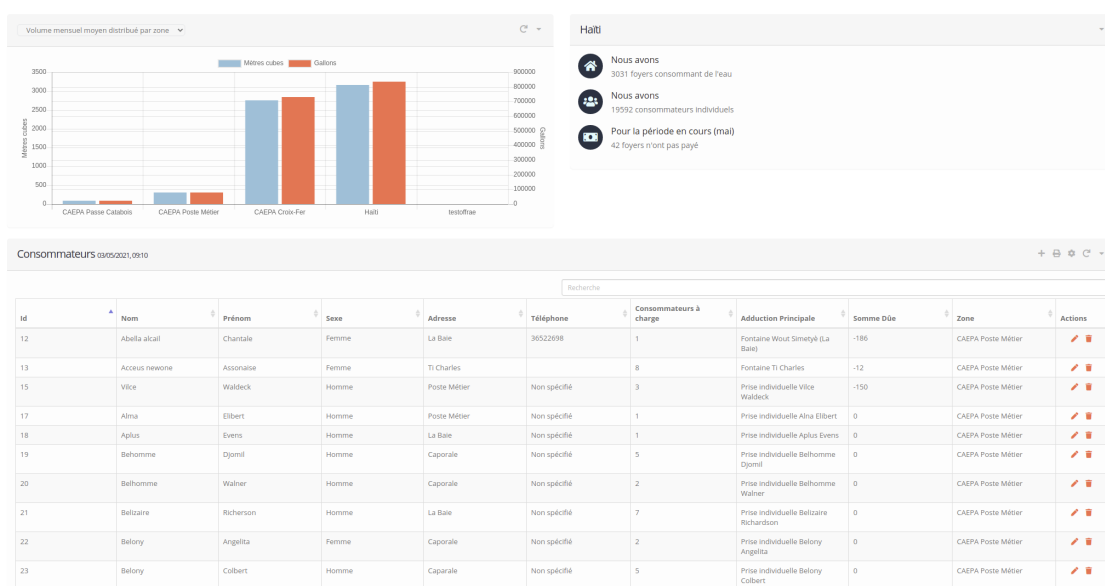 Volume mensuel moyen distribué par zone
Mètres cubes Gallons
3500 900000
3000 800000
2500 700000
2000 600000
1500 500000
1000 400000
500 300000
0 200000
100000
0
Mètres cubes
Gallons
CAEPA Passe Catabois CAEPA Poste Métier CAEPA Croix-Fer Haïti testoffrae
Haïti
Nous avons
3031 foyers consommant de l'eau
Nous avons
19592 consommateurs individuels
Pour la période en cours (mai)
42 foyers n'ont pas payé
Consommateurs 03/05/2021, 09:10
Recherche
Id Nom Prénom Sexe Adresse Téléphone Consommateurs à charge Adduction Principale Somme Dûe Zone Actions
12 Abella alcail Chantale Femme La Baie 36522698 1 Fontaine Wout Simetyè (La Baie) -186 CAEPA Poste Métier
13 Acceus newone Assonaise Femme Ti Charles 8 Fontaine Ti Charles -12 CAEPA Poste Métier
15 Vilce Waldeck Homme Poste Métier Non spécifié 3 Prise individuelle Vilce Waldeck -150 CAEPA Poste Métier
17 Alma Elibert Homme Poste Métier Non spécifié 1 Prise individuelle Alna Elibert 0 CAEPA Poste Métier
18 Aplus Evens Homme La Baie Non spécifié 1 Prise individuelle Aplus Evens 0 CAEPA Poste Métier
19 Behomme Djomil Homme Caporale Non spécifié 5 Prise individuelle Belhomme Djomil 0 CAEPA Poste Métier
20 Belhomme Walner Homme Caporale Non spécifié 2 Prise individuelle Belhomme Walner 0 CAEPA Poste Métier
21 Belizaire Richerson Homme La Baie Non spécifié 7 Prise individuelle Belizaire Richardson 0 CAEPA Poste Métier
22 Belony Angelita Femme Caporale Non spécifié 2 Prise individuelle Belony Angelita 0 CAEPA Poste Métier
23 Belony Colbert Homme Caparale Non spécifié 5 Prise individuelle Belony Colbert 0 CAEPA Poste Métier